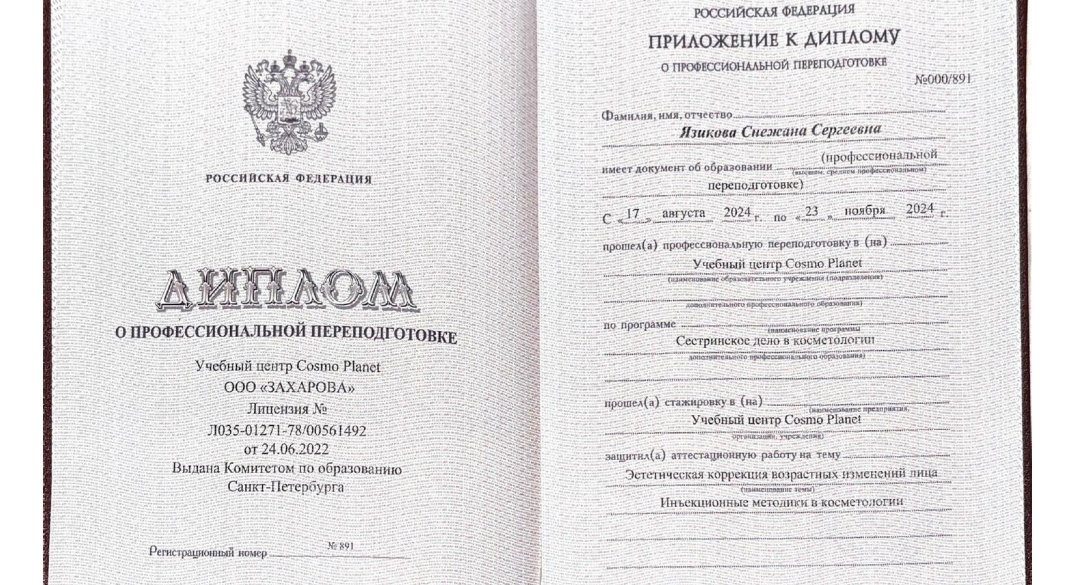 РОССИЙСКАЯ ФЕДЕРАЦИЯ
ДИПЛОМ
О ПРОФЕССИОНАЛЬНОЙ ПЕРЕПОДГОТОВКЕ
Учебный центр Cosmo Planet
ООО «ЗАХАРОВА»
Лицензия №
Л035-01271-78/00561492
от 24.06.2022
Выдана Комитетом по образованию
Санкт-Петербурга
Регистрационный номер № 891
РОССИЙСКАЯ ФЕДЕРАЦИЯ
ПРИЛОЖЕНИЕ К ДИПЛОМУ
О ПРОФЕССИОНАЛЬНОЙ ПЕРЕПОДГОТОВКЕ
№000/891
Фамилия, имя, отчество
Язикова Снежана Сергеевна
имеет документ об образовании (профессиональной
(высшем, среднем профессиональном)
переподготовке)
С «17» августа 2024 г. по «23» ноября 2024 г.
прошел(а) профессиональную переподготовку в (на)
Учебный центр Cosmo Planet
(наименование образовательного учреждения (подразделения)
дополнительного профессионального образования)
по программе
(наименование программы
Сестринское дело в косметологии
дополнительного профессионального образования)
прошел(а) стажировку в (на)
(наименование предприятия,
Учебный центр Cosmo Planet
организации, учреждения)
защитил(а) аттестационную работу на тему
Эстетическая коррекция возрастных изменений лица
(наименование темы)
Инъекционные методики в косметологии